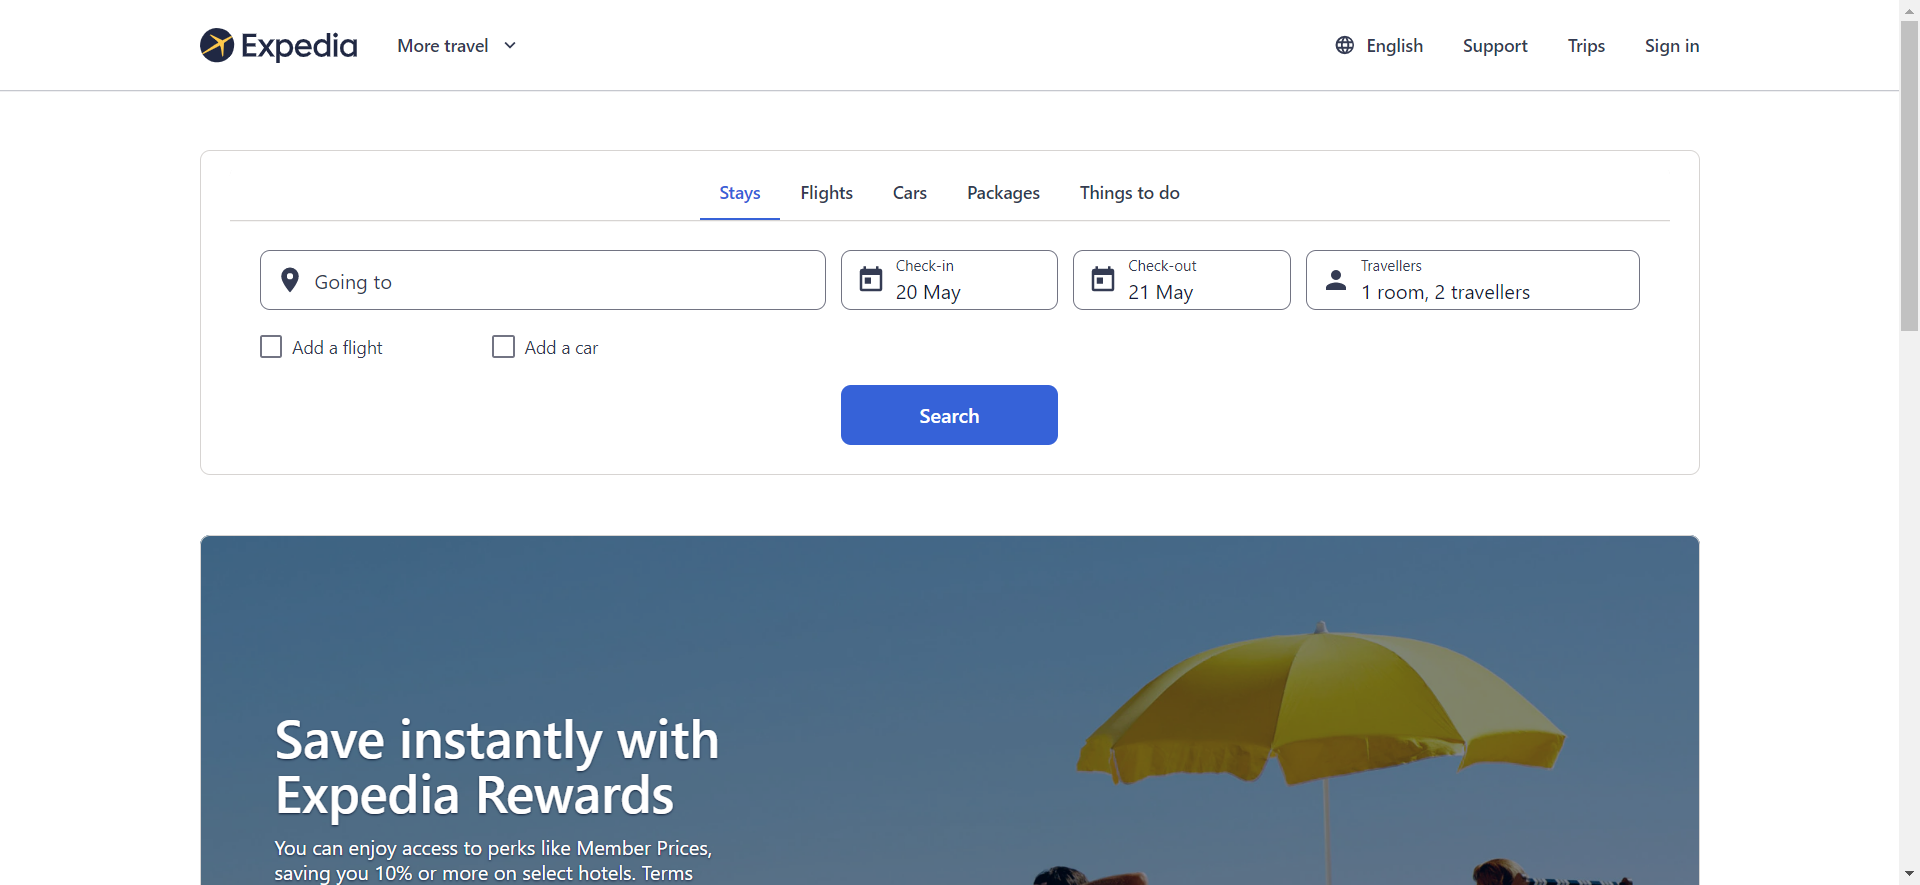 Expedia
More travel
English
Support
Trips
Sign in
Stays
Flights
Cars
Packages
Things to do
Going to
Check-in
20 May
Check-out
21 May
Travellers
1 room, 2 travellers
Add a flight
Add a car
Search
Save instantly with
Expedia Rewards
You can enjoy access to perks like Member Prices,
saving you 10% or more on select hotels. Terms